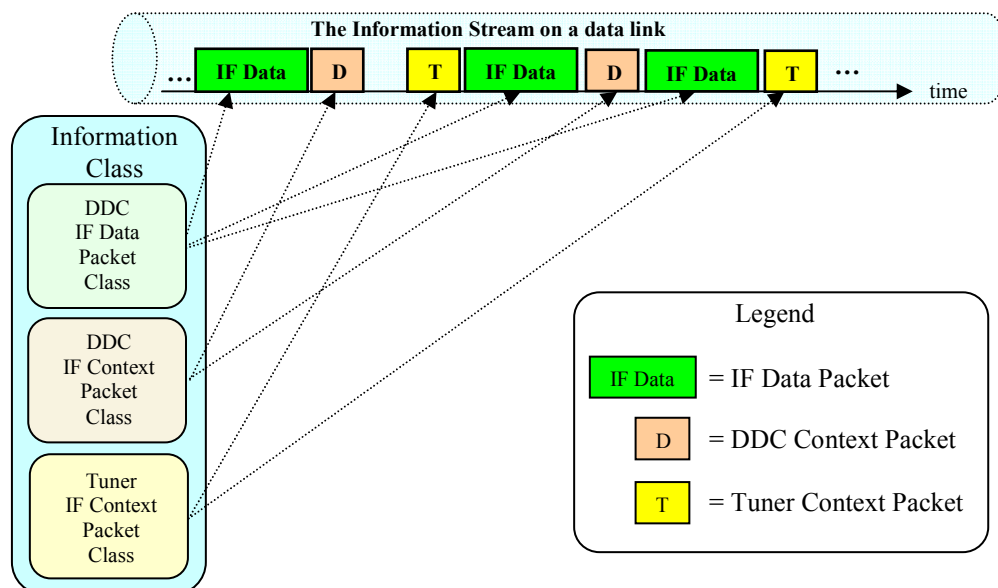 The Information Stream on a data link
... IF Data D T IF Data D IF Data T ...
time
Information
Class
DDC
IF Data
Packet
Class
DDC
IF Context
Packet
Class
Tuner
IF Context
Packet
Class
Legend
IF Data = IF Data Packet
D = DDC Context Packet
T = Tuner Context Packet